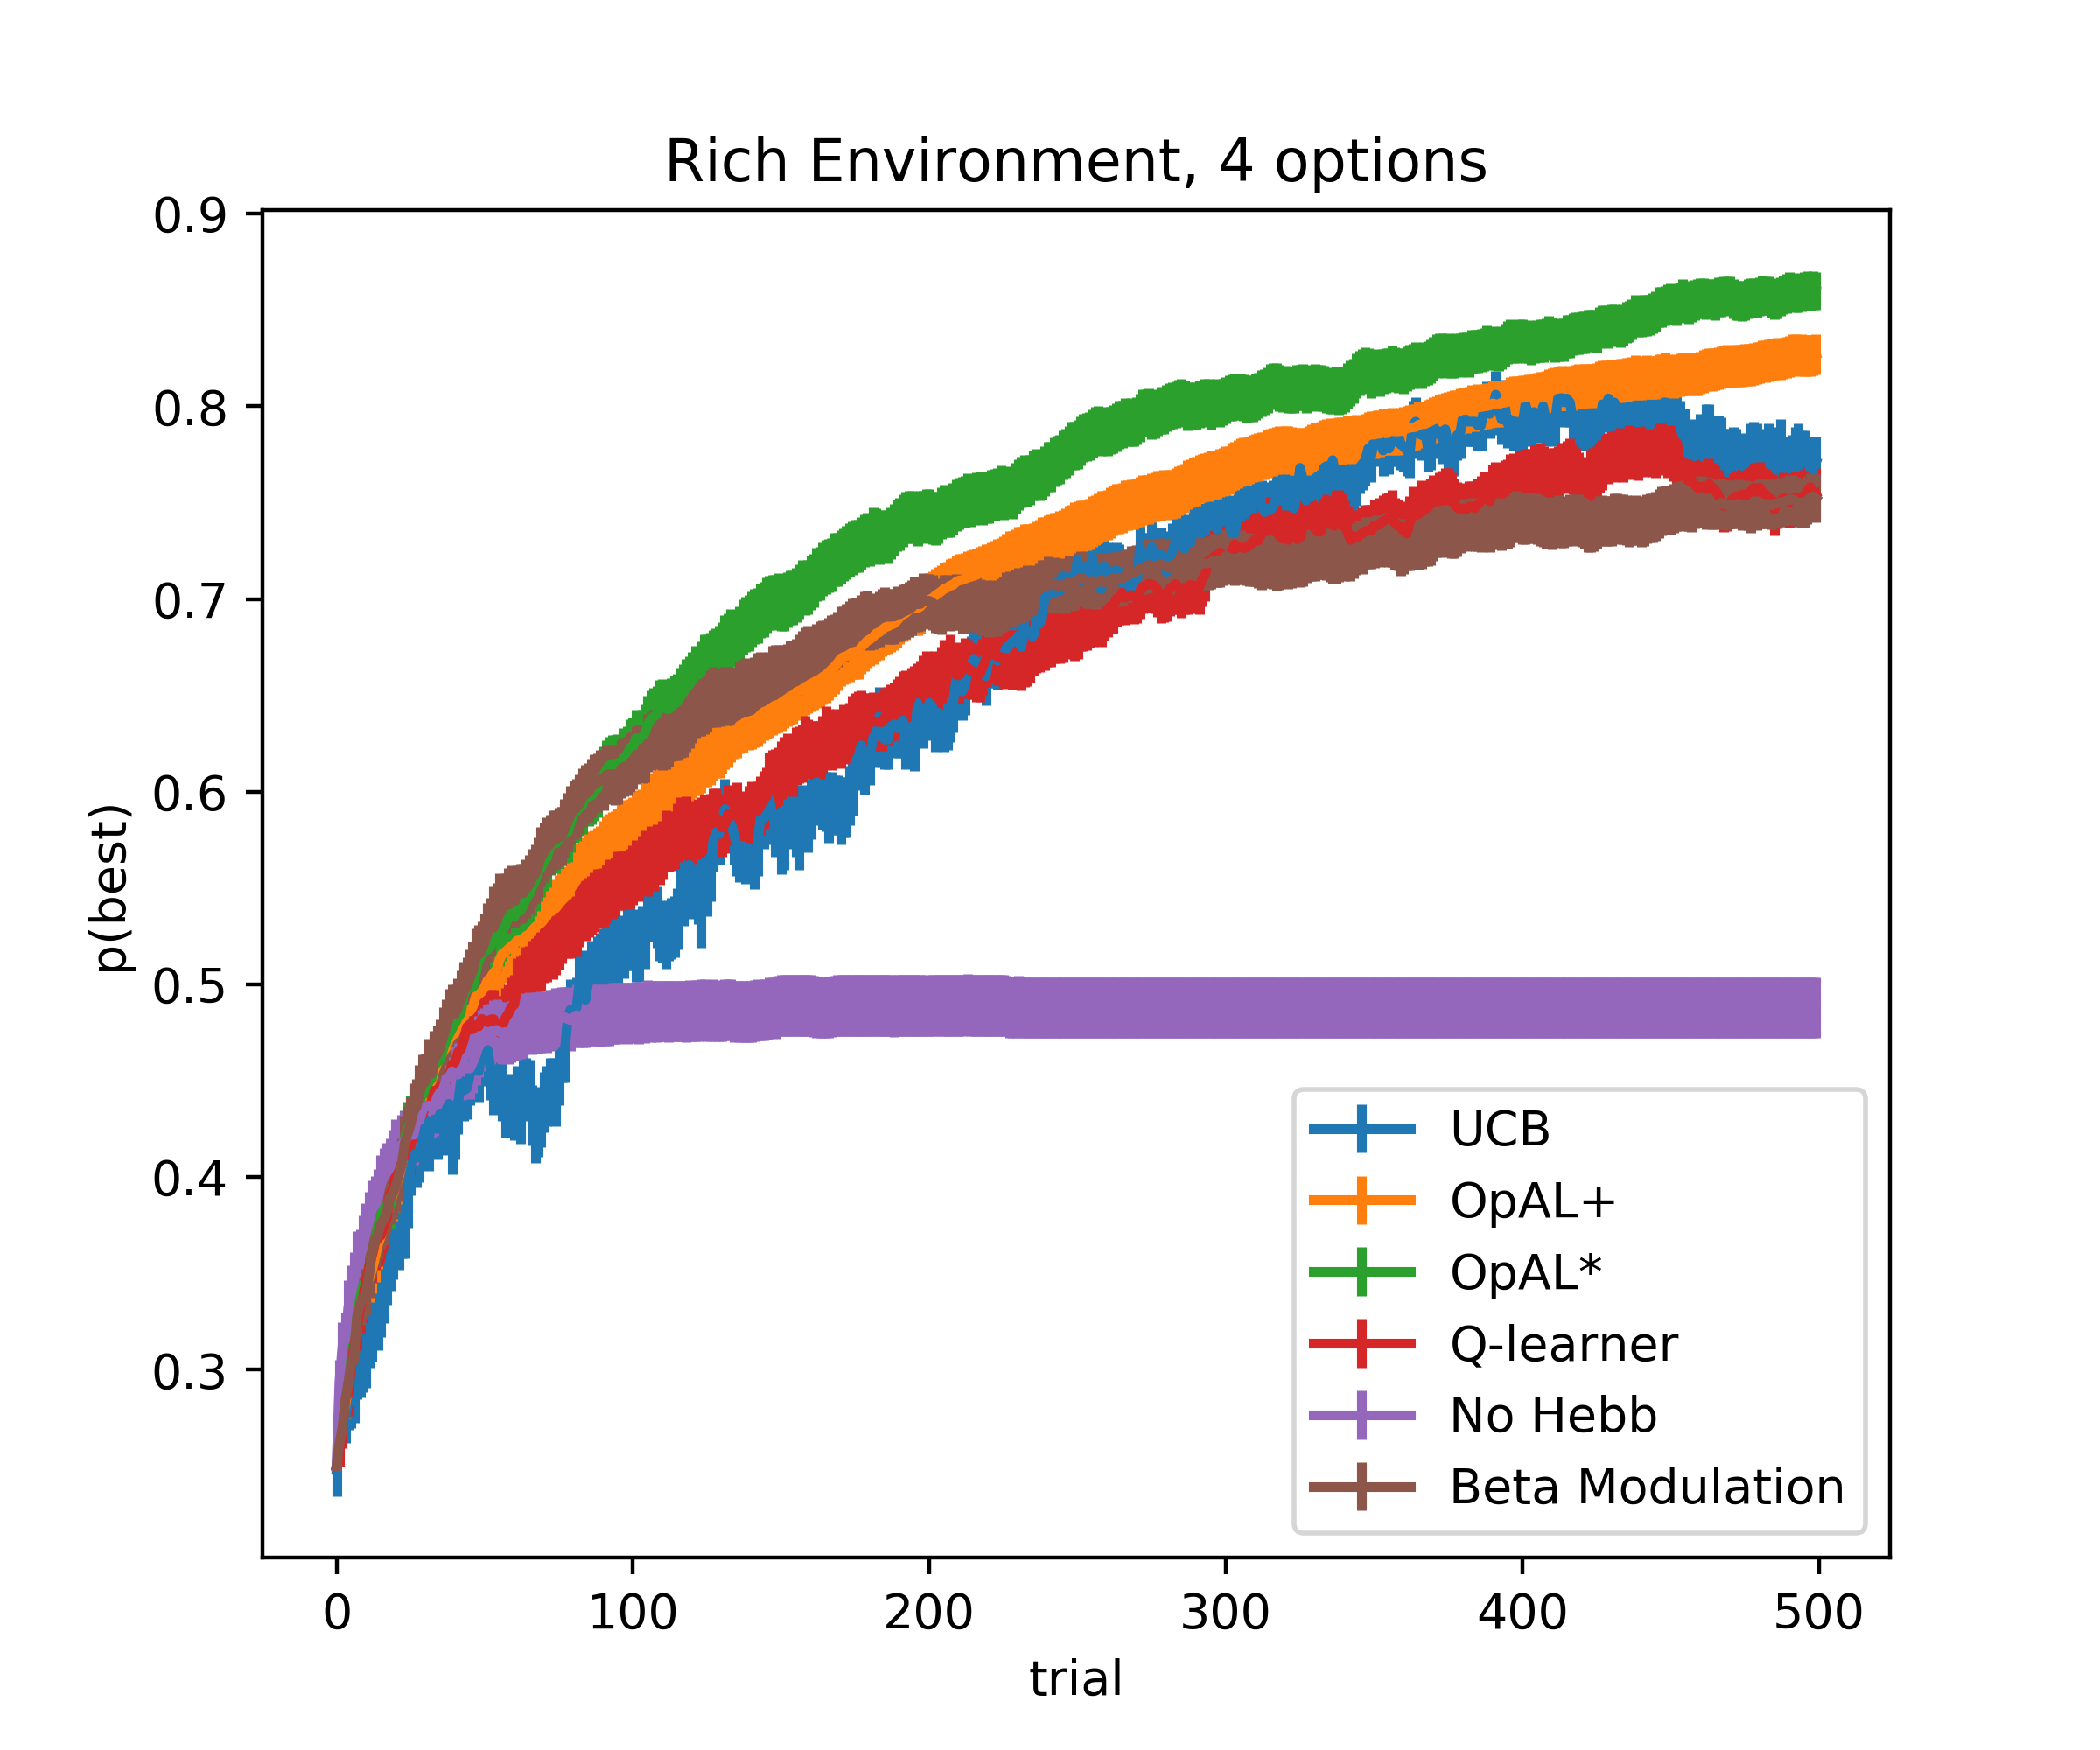 Rich Environment, 4 options
0.9
0.8
0.7
0.6
0.5
0.4
0.3
p(best)
UCB
OpAL+
OpAL*
Q-learner
No Hebb
Beta Modulation
0 100 200 300 400 500
trial